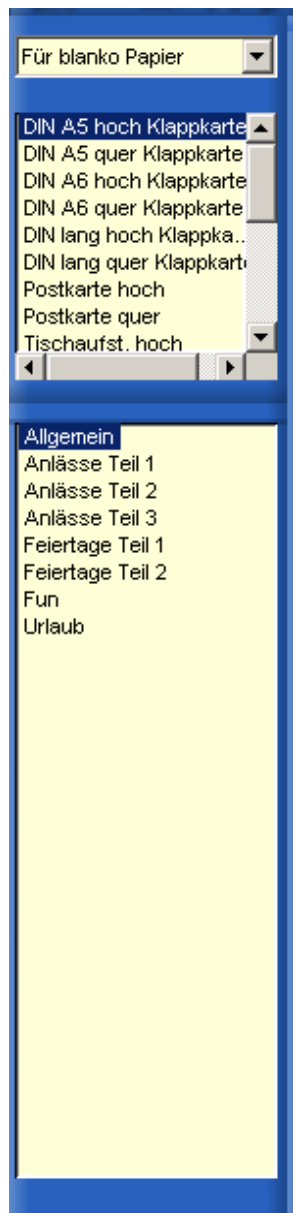 Für blanko Papier
DIN A5 hoch Klappkarte
DIN A5 quer Klappkarte
DIN A6 hoch Klappkarte
DIN A6 quer Klappkarte
DIN lang hoch Klappka..
DIN lang quer Klappkart
Postkarte hoch
Postkarte quer
Tischaufst. hoch
Allgemein
Anlässe Teil 1
Anlässe Teil 2
Anlässe Teil 3
Feiertage Teil 1
Feiertage Teil 2
Fun
Urlaub